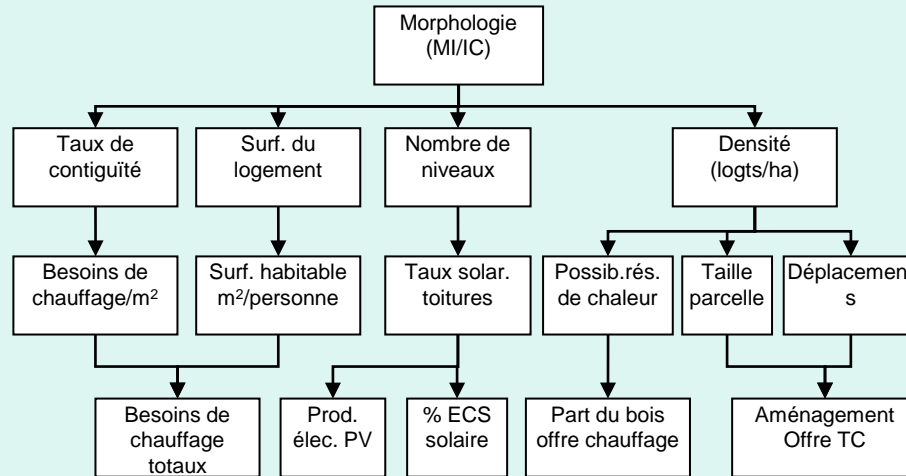 Morphologie
(MI/IC)
Taux de
contiguïté
Surf. du
logement
Nombre de
niveaux
Densité
(logts/ha)
Besoins de
chauffage/m²
Surf. habitable
m²/personne
Taux solar.
toitures
Possib.rés.
de chaleur
Taille
parcelle
Déplacemen
s
Besoins de
chauffage
totaux
Prod.
élec. PV
% ECS
solaire
Part du bois
offre chauffage
Aménagement
Offre TC